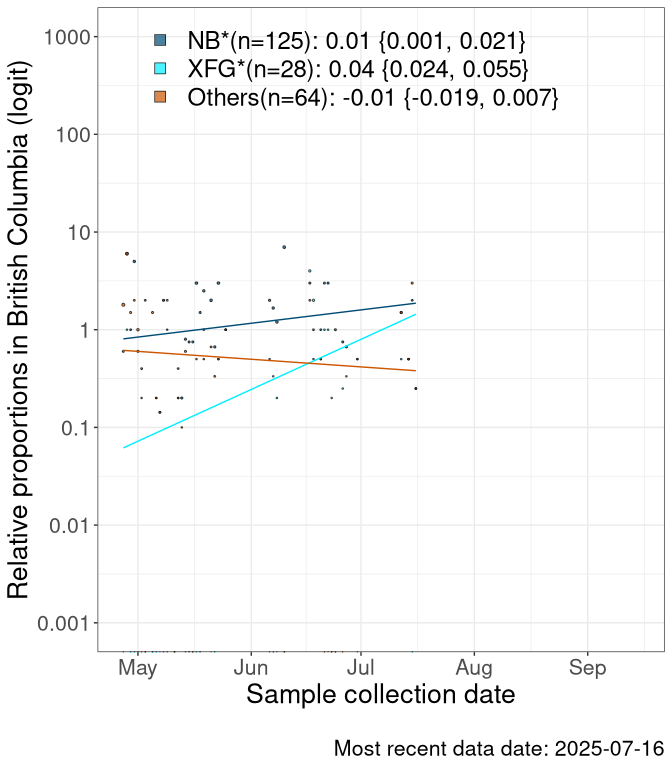 NB*(n=125): 0.01 {0.001, 0.021}
XFG*(n=28): 0.04 {0.024, 0.055}
Others(n=64): -0.01 {-0.019, 0.007}
Relative proportions in British Columbia (logit)
1000
100
10
1
0.1
0.01
0.001
May Jun Jul Aug Sep
Sample collection date
Most recent data date: 2025-07-16